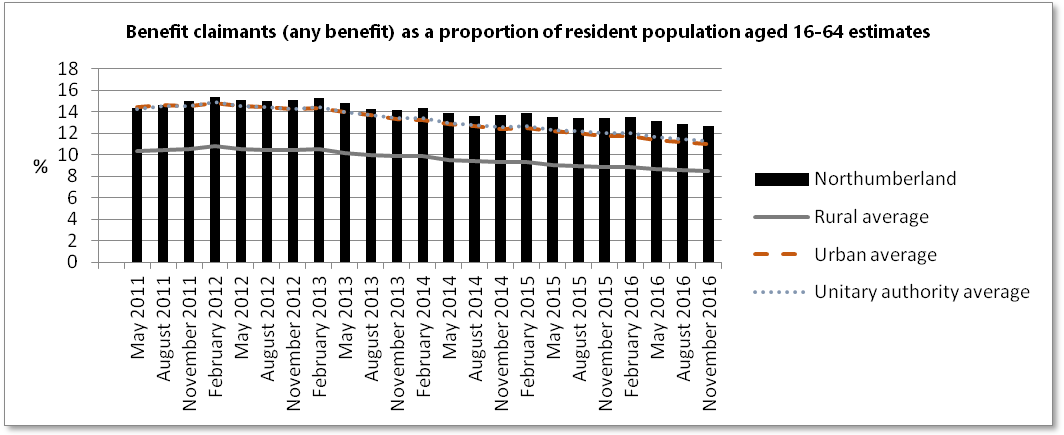 Benefit claimants (any benefit) as a proportion of resident population aged 16-64 estimates
18
16
14
12
10
8
6
4
2
0
%
May 2011
August 2011
November 2011
February 2012
May 2012
August 2012
November 2012
February 2013
May 2013
August 2013
November 2013
February 2014
May 2014
August 2014
November 2014
February 2015
May 2015
August 2015
November 2015
February 2016
May 2016
August 2016
November 2016
Northumberland
Rural average
Urban average
Unitary authority average